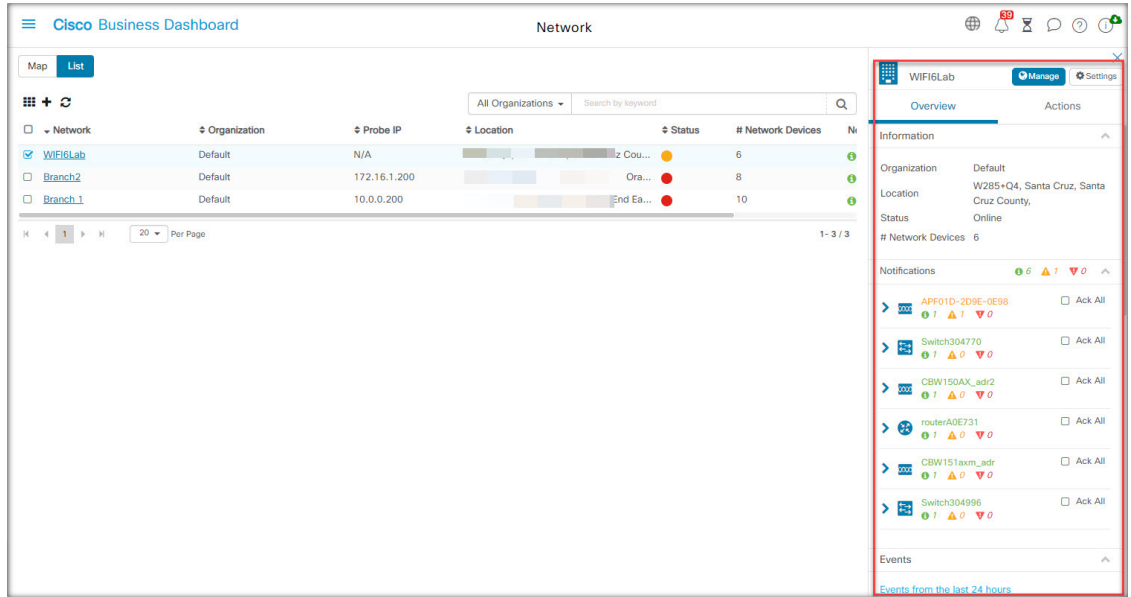 Cisco Business Dashboard
Network
39
Map List
All Organizations Search by keyword
Network Organization Probe IP Location Status # Network Devices
WIFI6Lab Default N/A z Cou... 6
Branch2 Default 172.16.1.200 Ora... 8
Branch 1 Default 10.0.0.200 End Ea... 10
1 20 Per Page 1- 3 / 3
WIFI6Lab Manage Settings
Overview Actions
Information
Organization Default
Location W285+Q4, Santa Cruz, Santa
Cruz County,
Status Online
# Network Devices 6
Notifications 6 1 0
APF01D-2D9E-0E98 Ack All
1 1 0
Switch304770 Ack All
1 0 0
CBW150AX_adr2 Ack All
1 0 0
routerA0E731 Ack All
1 0 0
CBW151axm_adr Ack All
1 0 0
Switch304996 Ack All
1 0 0
Events
Events from the last 24 hours